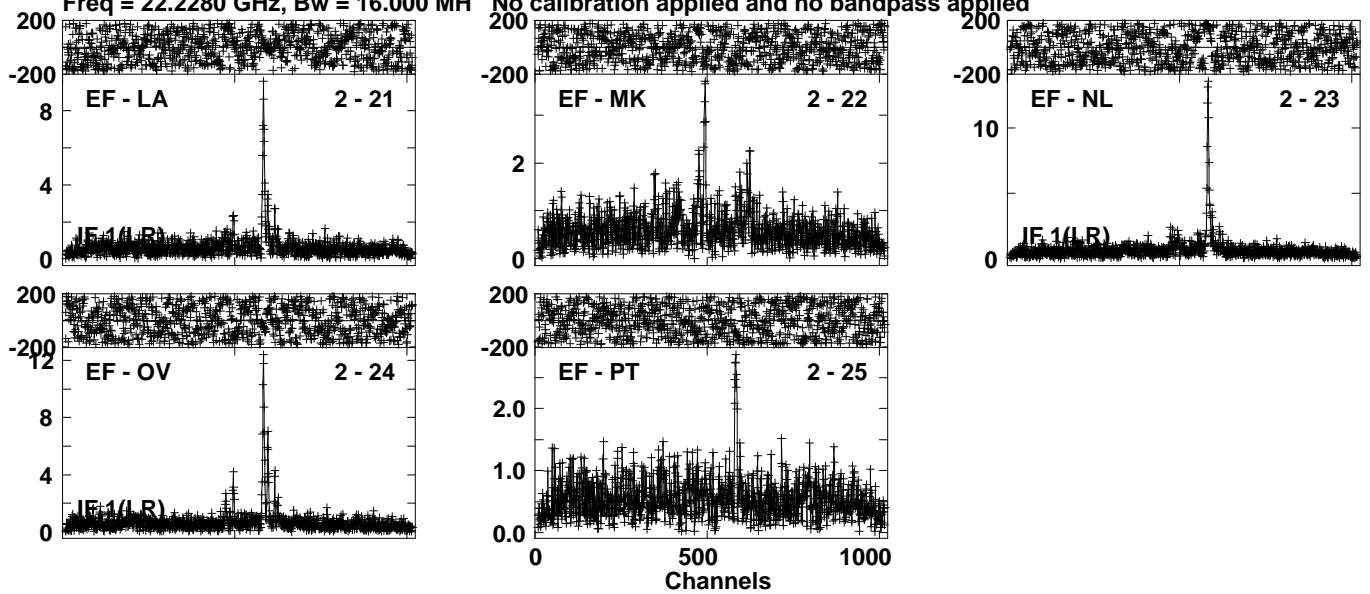 Freq = 22.2280 GHz, Bw = 16.000 MH No calibration applied and no bandpass applied
200 200 200
-200 -200 -200
EF - LA 2 - 21 EF - MK 2 - 22 EF - NL 2 - 23
8
10
4 2
IF 1(LR) IF 1(LR)
0 0 0
200 200
-200 -200
12 EF - OV 2 - 24 EF - PT 2 - 25
8 2.0
4 1.0
IF 1(LR)
0 0.0
0 500 1000
Channels